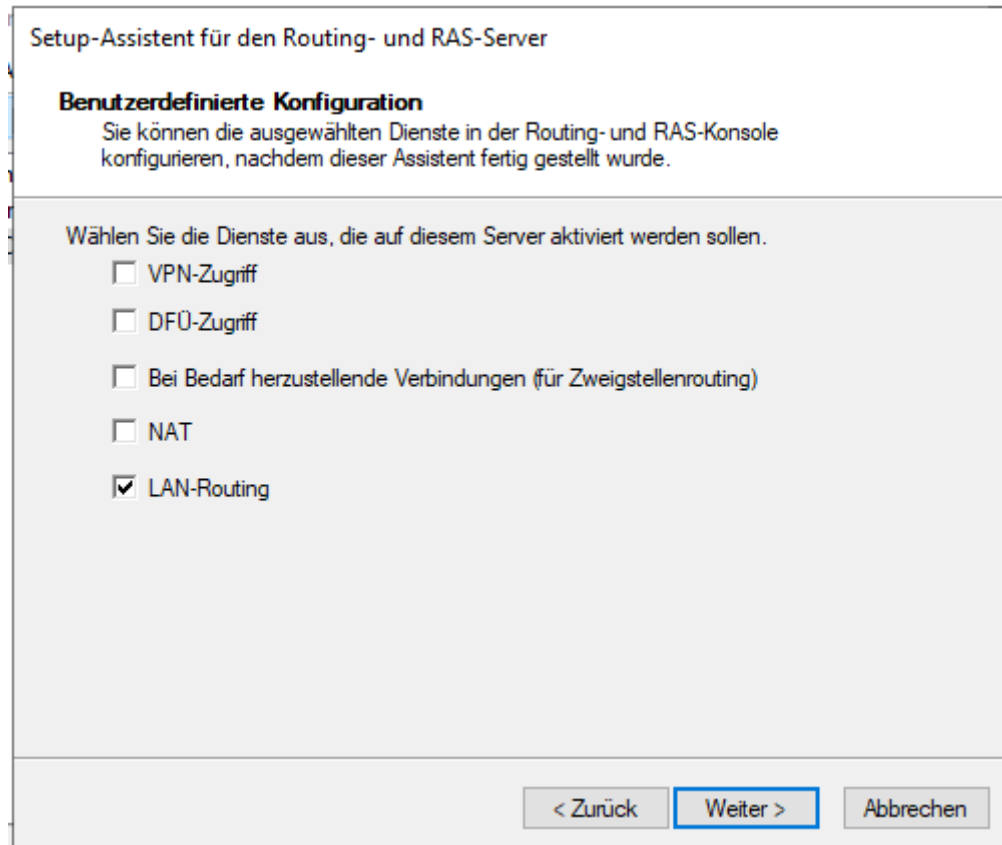 Setup-Assistent für den Routing- und RAS-Server
Benutzerdefinierte Konfiguration
Sie können die ausgewählten Dienste in der Routing- und RAS-Konsole
konfigurieren, nachdem dieser Assistent fertig gestellt wurde.
Wählen Sie die Dienste aus, die auf diesem Server aktiviert werden sollen.
VPN-Zugriff
DFÜ-Zugriff
Bei Bedarf herzustellende Verbindungen (für Zweigstellenrouting)
NAT
LAN-Routing
< Zurück
Weiter >
Abbrechen